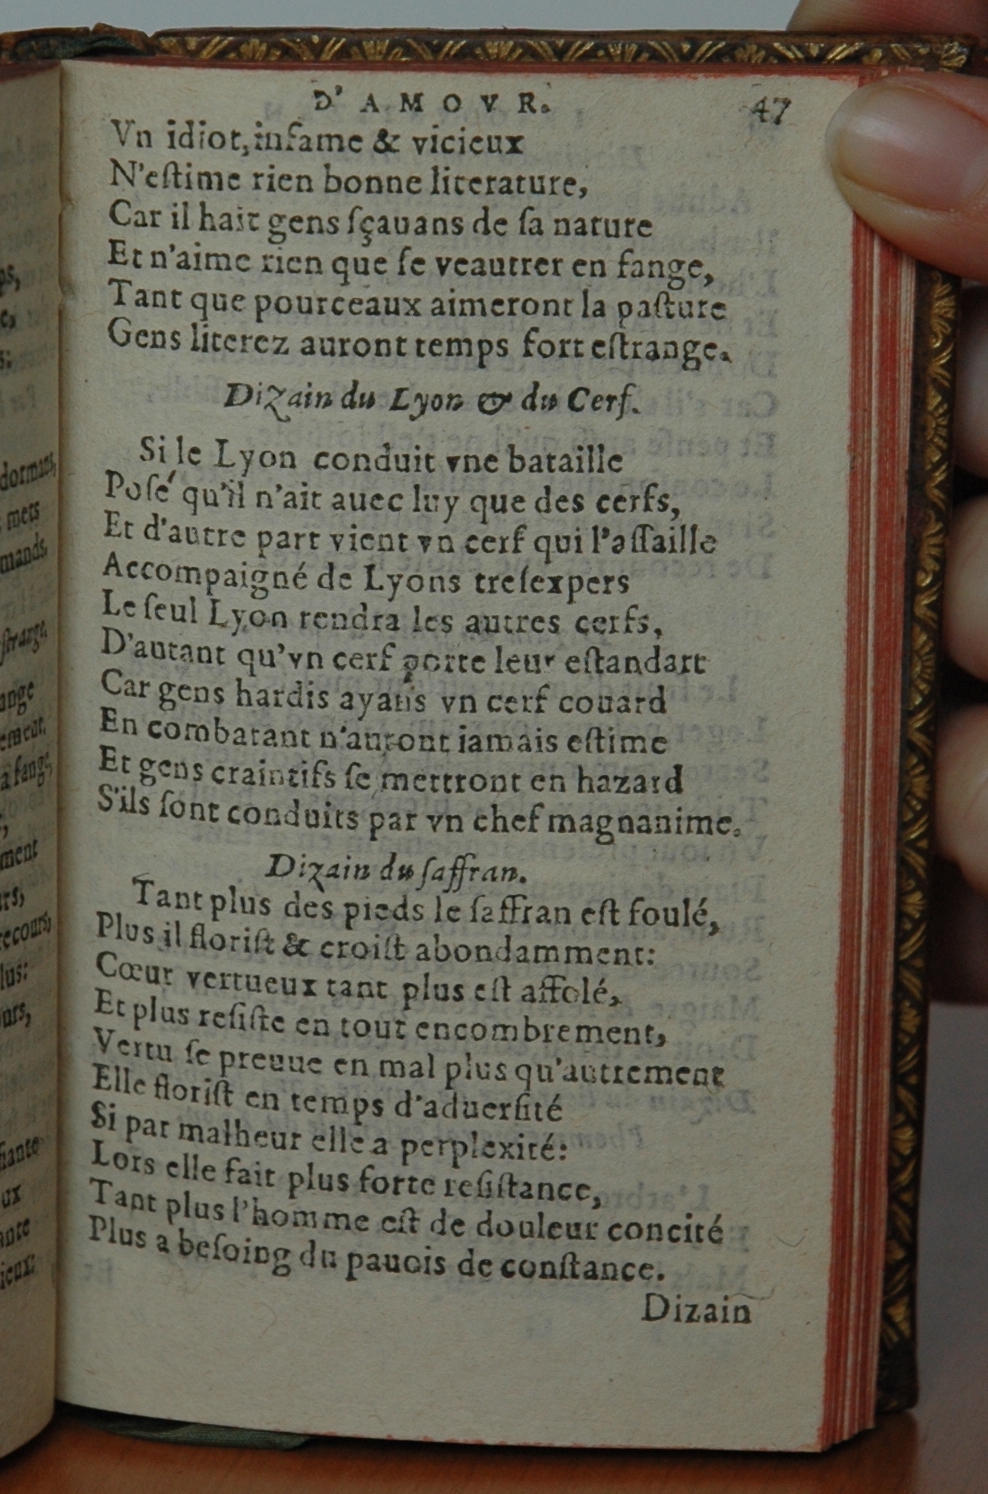 D'AMOVR. 47
Vn idiot, infame & vicieux
N'eſtime rien bonne literature,
Car il hait gens ſçauans de ſa nature
Et n'aime rien que ſe veautrer en fange,
Tant que pourceaux aimeront la paſture
Gens literez auront temps fort eſtrange.
Dizain du Lyon & du Cerf.
Si le Lyon conduit vne bataille
Poſé qu'il n'ait auec luy que des cerfs,
Et d'autre part vient vn cerf qui l'aſſaille
Accompaigné de Lyons treſexpers
Le ſeul Lyon rendra les autres cerfs,
D'autant qu'vn cerf porte leur eſtandart
Car gens hardis ayans vn cerf couard
En combatant n'auront iamais eſtime
Et gens craintifs ſe mettront en hazard
S'ils ſont conduits par vn chef magnanime.
Dizain du ſaffran.
Tant plus des pieds le ſaffran eſt foulé,
Plus il floriſt & croiſt abondamment:
Cœur vertueux tant plus eſt affolé,
Et plus reſiſte en tout encombrement,
Vertu ſe preuue en mal plus qu'autrement
Elle floriſt en temps d'aduerſité
Si par malheur elle a perplexité:
Lors elle fait plus forte reſiſtance,
Tant plus l'homme eſt de douleur concité
Plus a beſoing du pauois de conſtance.
Dizain